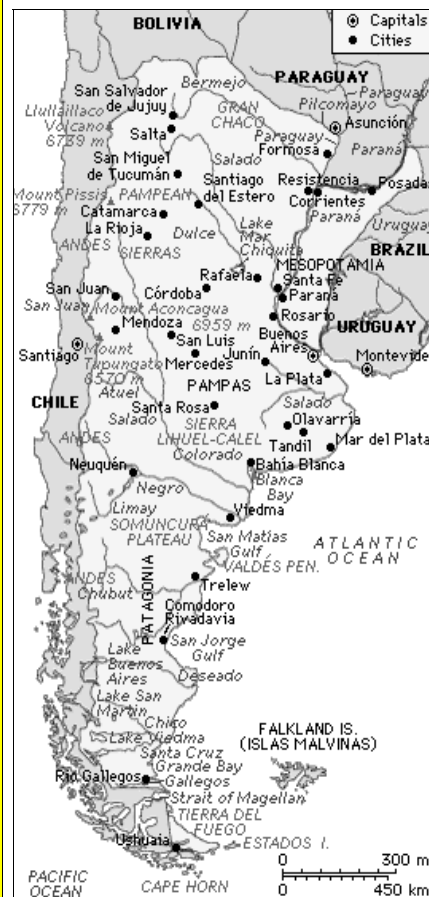 BOLIVIA
Capitals
Cities
PARAGUAY
San Salvador
de Jujuy
Bermejo
GRAN
CHACO
Paraguay
Pilcomayo
Asunción
Llullaillaco
Volcano
6739 m
Salta
Paraguay
Formosa
Paraná
San Miguel
de Tucumán
Salado
Resistencia
Posadas
Mount Pissis
6779 m
PAMPEAN
Santiago
del Estero
Corrientes
Paraná
Catamarca
La Rioja
Dulce
Lake
Mar
Chiquita
Uruguay
ANDES
SIERRAS
BRAZIL
MESOPOTAMIA
Rafaela
Santa Fe
San Juan
San Juan
Córdoba
Paraná
Mount Aconcagua
6959 m
Mendoza
Rosario
URUGUAY
San Luis
Buenos
Aires
Santiago
Mount
Tupungato
6570 m
Mercedes
Junín
Montevide
La Plata
Atuel
PAMPAS
CHILE
Salado
Santa Rosa
Salado
Olavarría
SIERRA
LIHUEL-CALEL
Tandil
Mar del Plata
ANDES
Colorado
Neuquén
Bahía Blanca
Blanca
Bay
Negro
Limay
Viedma
SOMUNCURA
PLATEAU
San Matías
Gulf
ATLANTIC
OCEAN
VALDÉS PEN.
ANDES
Chubut
Trelew
PATAGONIA
Comodoro
Rivadavia
San Jorge
Gulf
Lake
Buenos
Aires
Deseado
Lake San
Martin
Chico
Lake Viedma
FALKLAND IS.
(ISLAS MALVINAS)
Santa Cruz
Grande Bay
Río Gallegos
Gallegos
Strait of Magellan
TIERRA DEL
FUEGO
Ushuaia
ESTADOS I.
PACIFIC
OCEAN
CAPE HORN
0 300 m
0 450 km